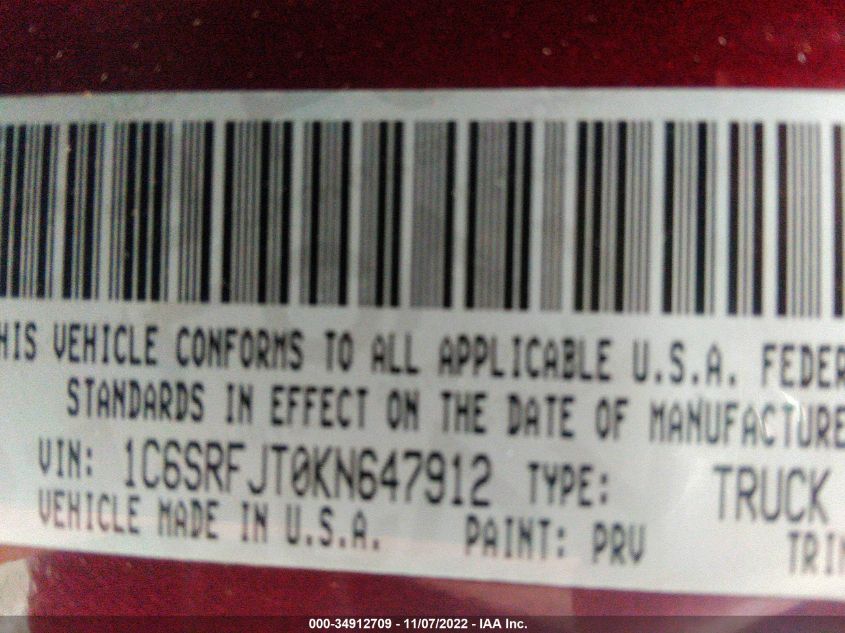 HIS VEHICLE CONFORMS TO ALL APPLICABLE U.S.A. FEDER
STANDARDS IN EFFECT ON THE DATE OF MANUFACTURE
VIN: 1C6SRFJT0KN647912 TYPE: TRUCK
VEHICLE MADE IN U.S.A. PAINT: PRV TRIM
000-34912709 - 11/07/2022 - IAA Inc.